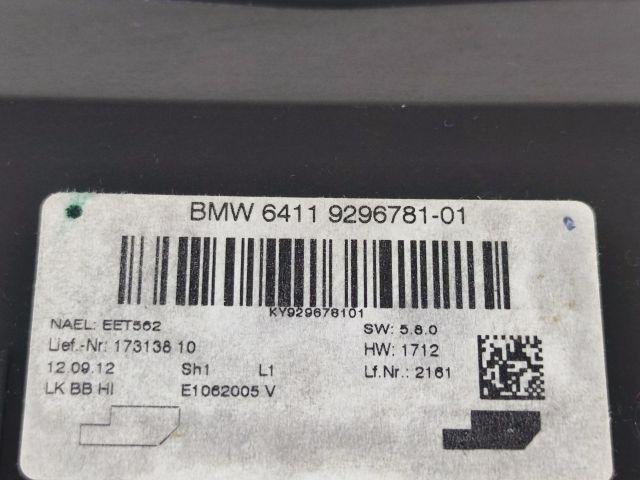 BMW 6411 9296781-01
KY929678101
NAEL: EET562 SW: 5.8.0
Lief.-Nr: 173138 10 HW: 1712
12.09.12 Sh1 L1 Lf.Nr.: 2161
LK BB HI E1062005 V